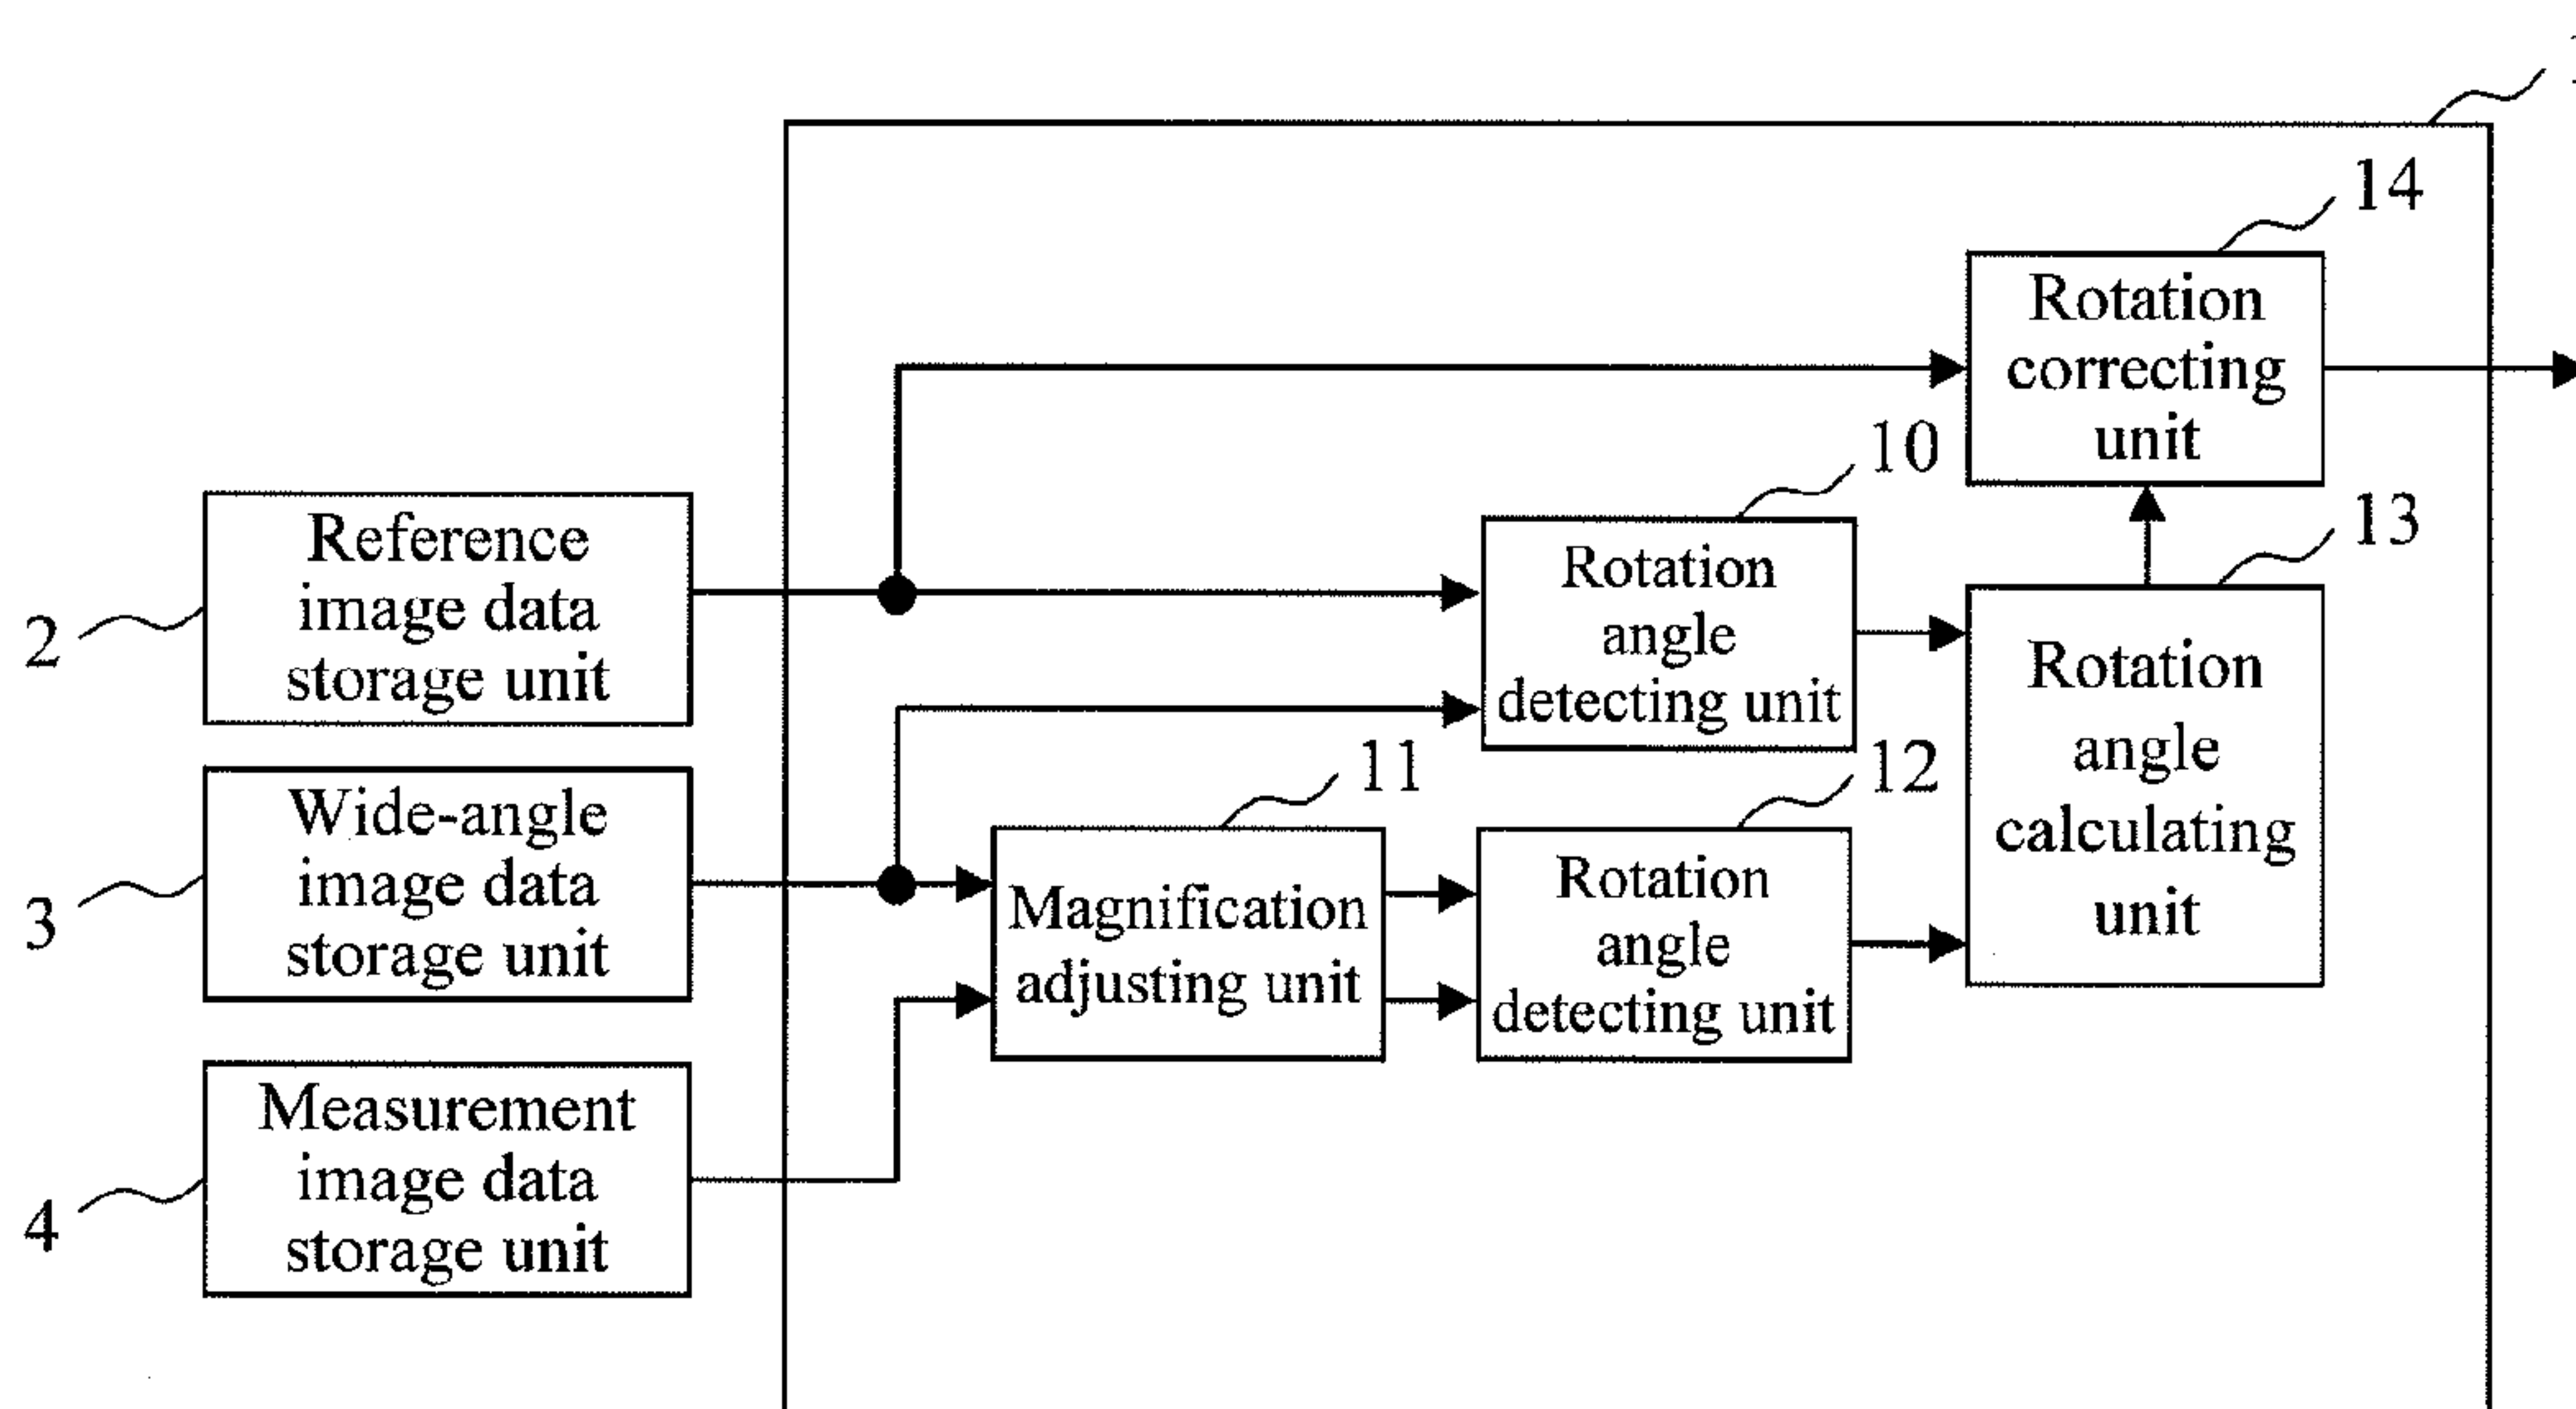 14
Rotation
correcting
unit
10
13
Reference
image data
storage unit
2
Rotation
angle
detecting unit
Rotation
angle
calculating
unit
11
12
Wide-angle
image data
storage unit
3
Magnification
adjusting unit
Rotation
angle
detecting unit
Measurement
image data
storage unit
4